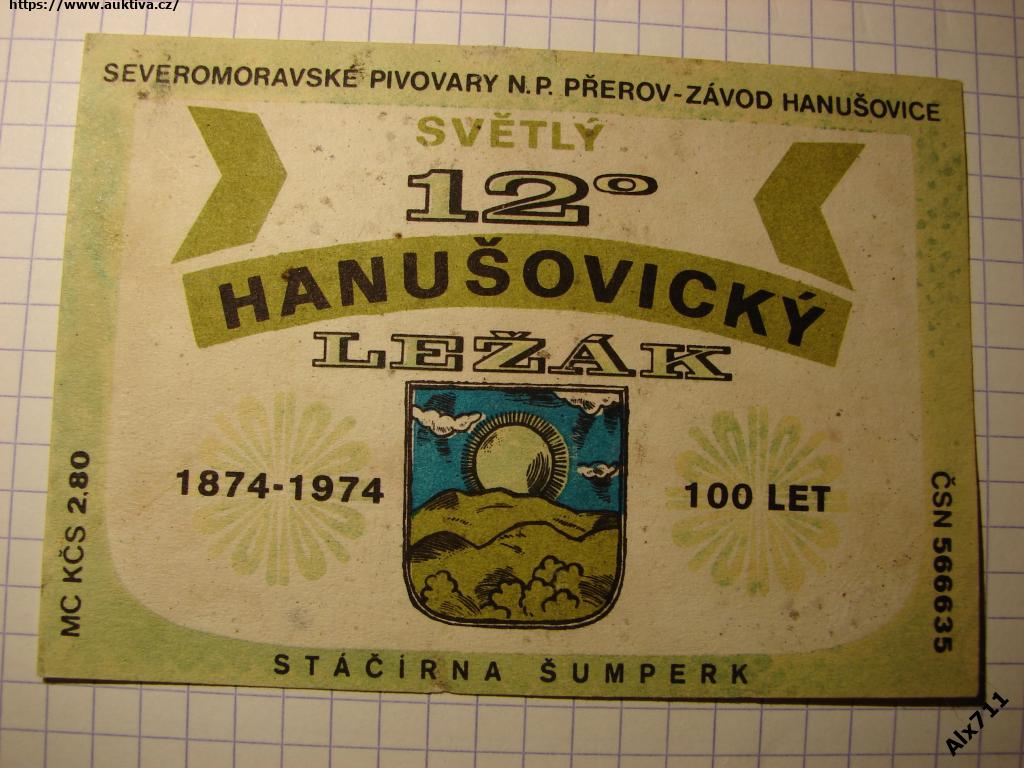 https://www.auktiva.cz/
SEVEROMORAVSKÉ PIVOVARY N.P. PŘEROV-ZÁVOD HANUŠOVICE
SVĚTLÝ
12°
HANUŠOVICKÝ
LEŽÁK
1874-1974
100 LET
MC KČS 2.80
ČSN 566635
STÁČÍRNA ŠUMPERK
Alx711